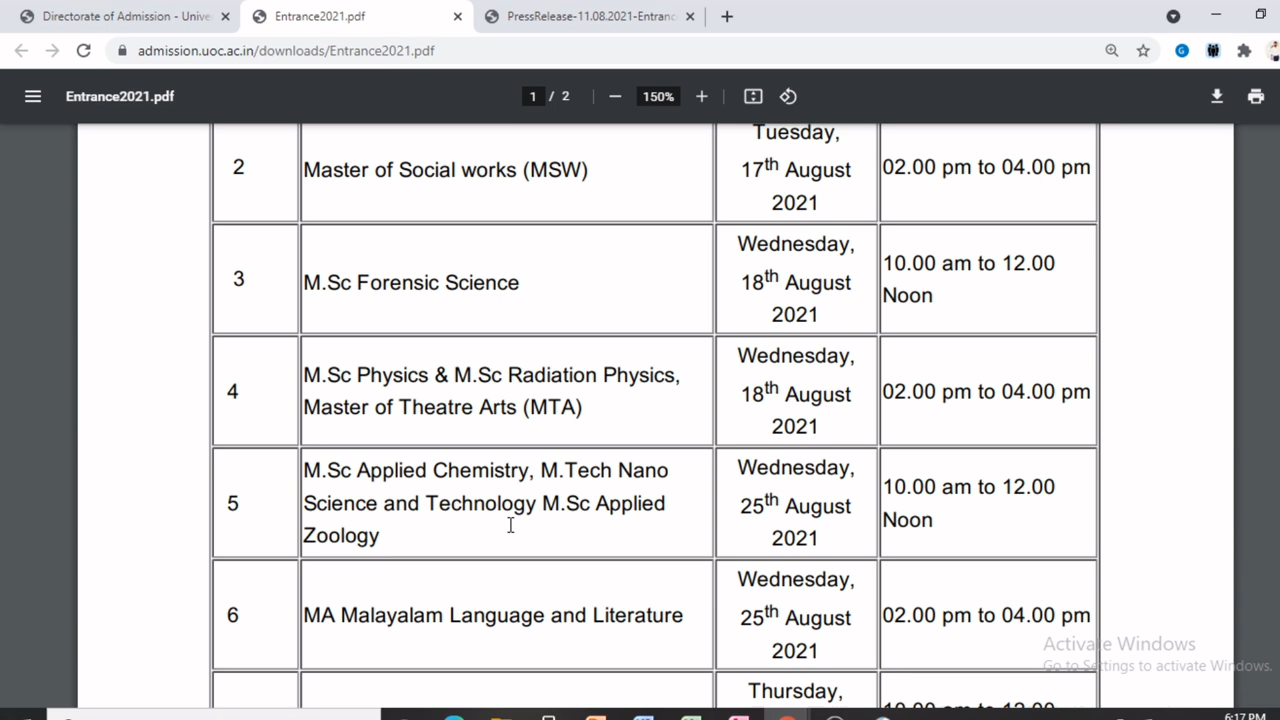 Directorate of Admission - Unive
Entrance2021.pdf
PressRelease-11.08.2021-Entranc
admission.uoc.ac.in/downloads/Entrance2021.pdf
Entrance2021.pdf
1 / 2
150%
2
Master of Social works (MSW)
Tuesday,
17th August
2021
02.00 pm to 04.00 pm
3
M.Sc Forensic Science
Wednesday,
18th August
2021
10.00 am to 12.00
Noon
4
M.Sc Physics & M.Sc Radiation Physics,
Master of Theatre Arts (MTA)
Wednesday,
18th August
2021
02.00 pm to 04.00 pm
5
M.Sc Applied Chemistry, M.Tech Nano
Science and Technology M.Sc Applied
Zoology
Wednesday,
25th August
2021
10.00 am to 12.00
Noon
6
MA Malayalam Language and Literature
Wednesday,
25th August
2021
02.00 pm to 04.00 pm
Thursday,
10.00 am to 12.00
Activate Windows
Go to Settings to activate Windows.
6:17 PM